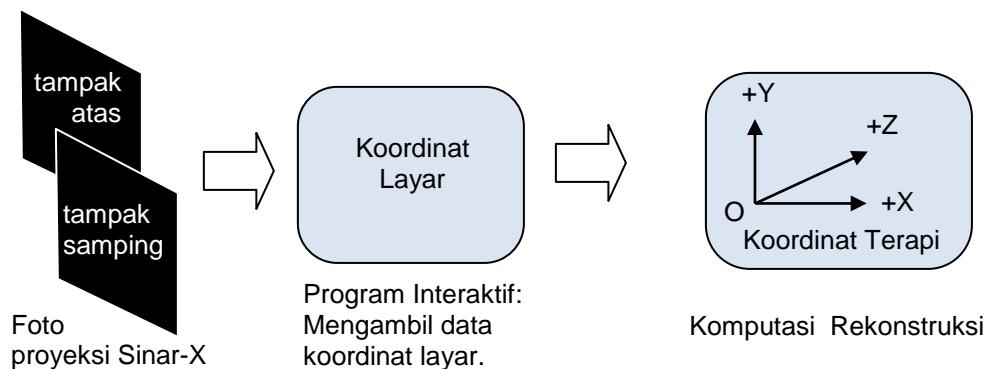 tampak
atas
tampak
samping
Foto
proyeksi Sinar-X
Koordinat
Layar
Program Interaktif:
Mengambil data
koordinat layar.
+Y
+Z
+X
O
Koordinat Terapi
Komputasi Rekonstruksi